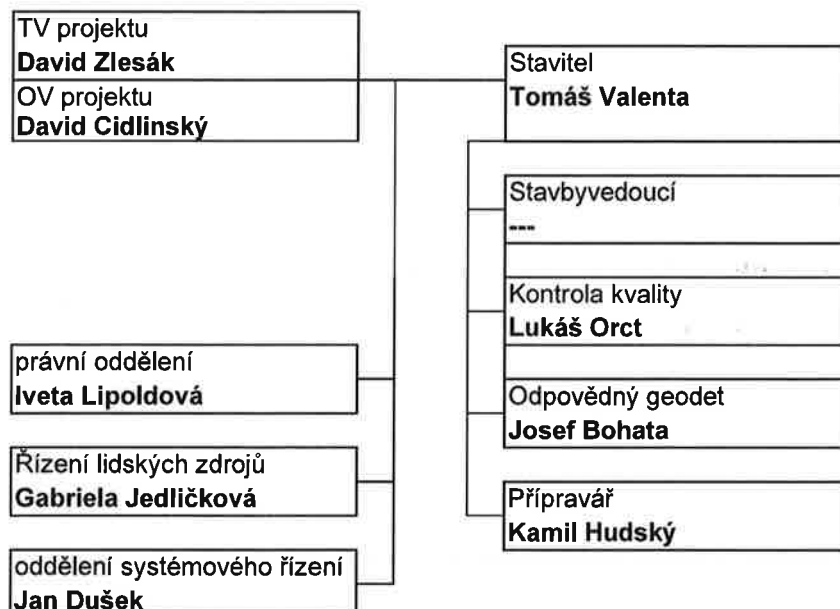 TV projektu
David Zlesák
OV projektu
David Cidlinský
Stavitel
Tomáš Valenta
Stavbyvedoucí
---
Kontrola kvality
Lukáš Orct
právní oddělení
Iveta Lipoldová
Odpovědný geodet
Josef Bohata
Řízení lidských zdrojů
Gabriela Jedličková
Přípravář
Kamil Hudský
oddělení systémového řízení
Jan Dušek